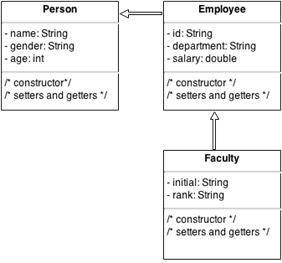 Person
- name: String
- gender: String
- age: int
/* constructor*/
/* setters and getters */
Employee
- id: String
- department: String
- salary: double
/* constructor */
/* setters and getters */
Faculty
- initial: String
- rank: String
/* constructor */
/* setters and getters */